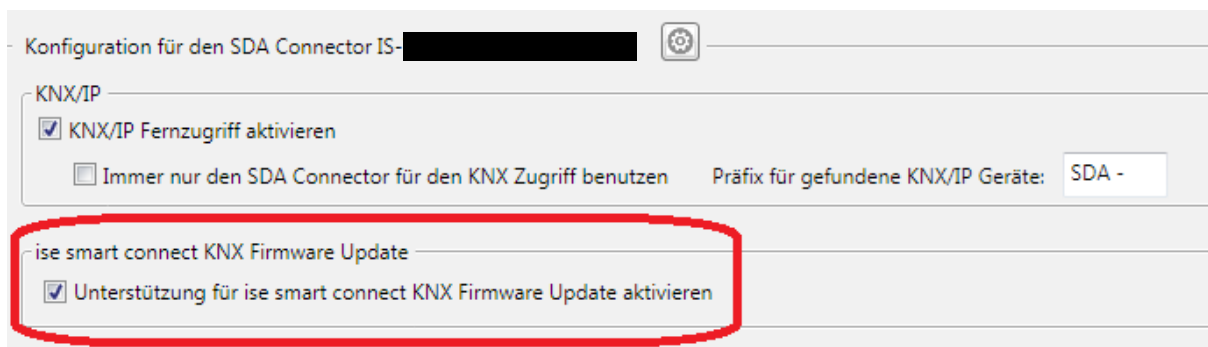 Konfiguration für den SDA Connector IS-
KNX/IP
KNX/IP Fernzugriff aktivieren
Immer nur den SDA Connector für den KNX Zugriff benutzen Präfix für gefundene KNX/IP Geräte: SDA -
ise smart connect KNX Firmware Update
Unterstützung für ise smart connect KNX Firmware Update aktivieren